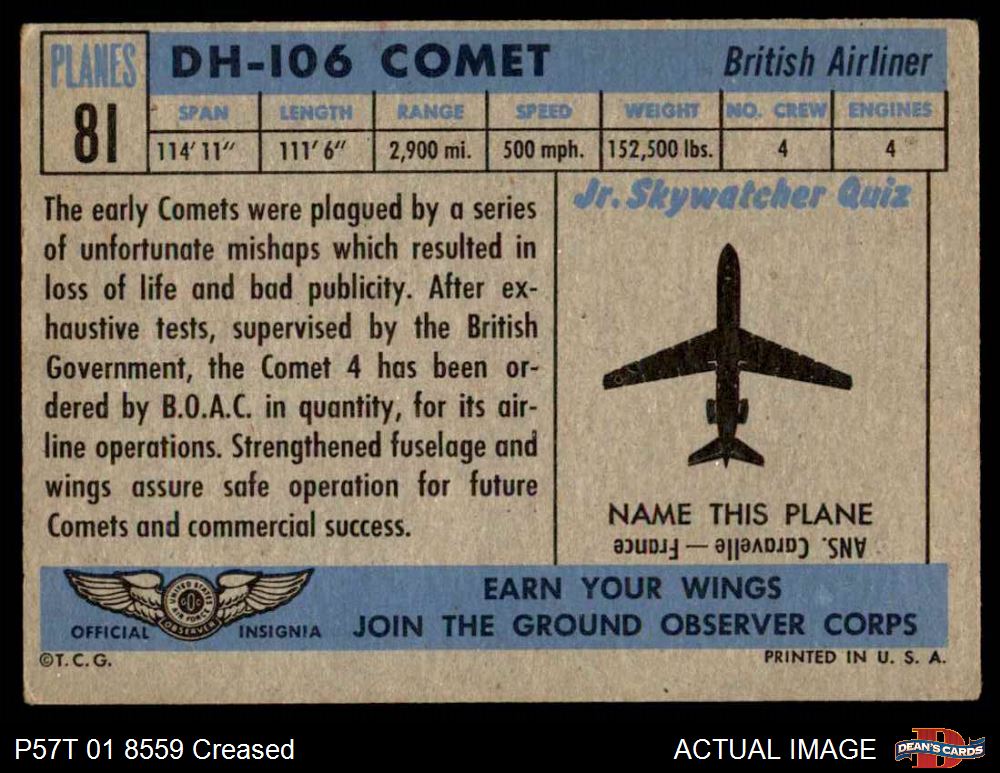 PLANES
81
DH-106 COMET
British Airliner
SPAN LENGTH RANGE SPEED WEIGHT NO. CREW ENGINES
114′ 11″ 111′ 6″ 2,900 mi. 500 mph. 152,500 lbs. 4 4
The early Comets were plagued by a series
of unfortunate mishaps which resulted in
loss of life and bad publicity. After ex-
haustive tests, supervised by the British
Government, the Comet 4 has been or-
dered by B.O.A.C. in quantity, for its air-
line operations. Strengthened fuselage and
wings assure safe operation for future
Comets and commercial success.
Jr. Skywatcher Quiz
NAME THIS PLANE
ANS. Caravelle — France
UNITED STATES
GOC
AIR FORCE
OBSERVER
OFFICIAL INSIGNIA
EARN YOUR WINGS
JOIN THE GROUND OBSERVER CORPS
©T.C.G.
PRINTED IN U. S. A.
P57T 01 8559 Creased
ACTUAL IMAGE
D
DEAN'S CARDS